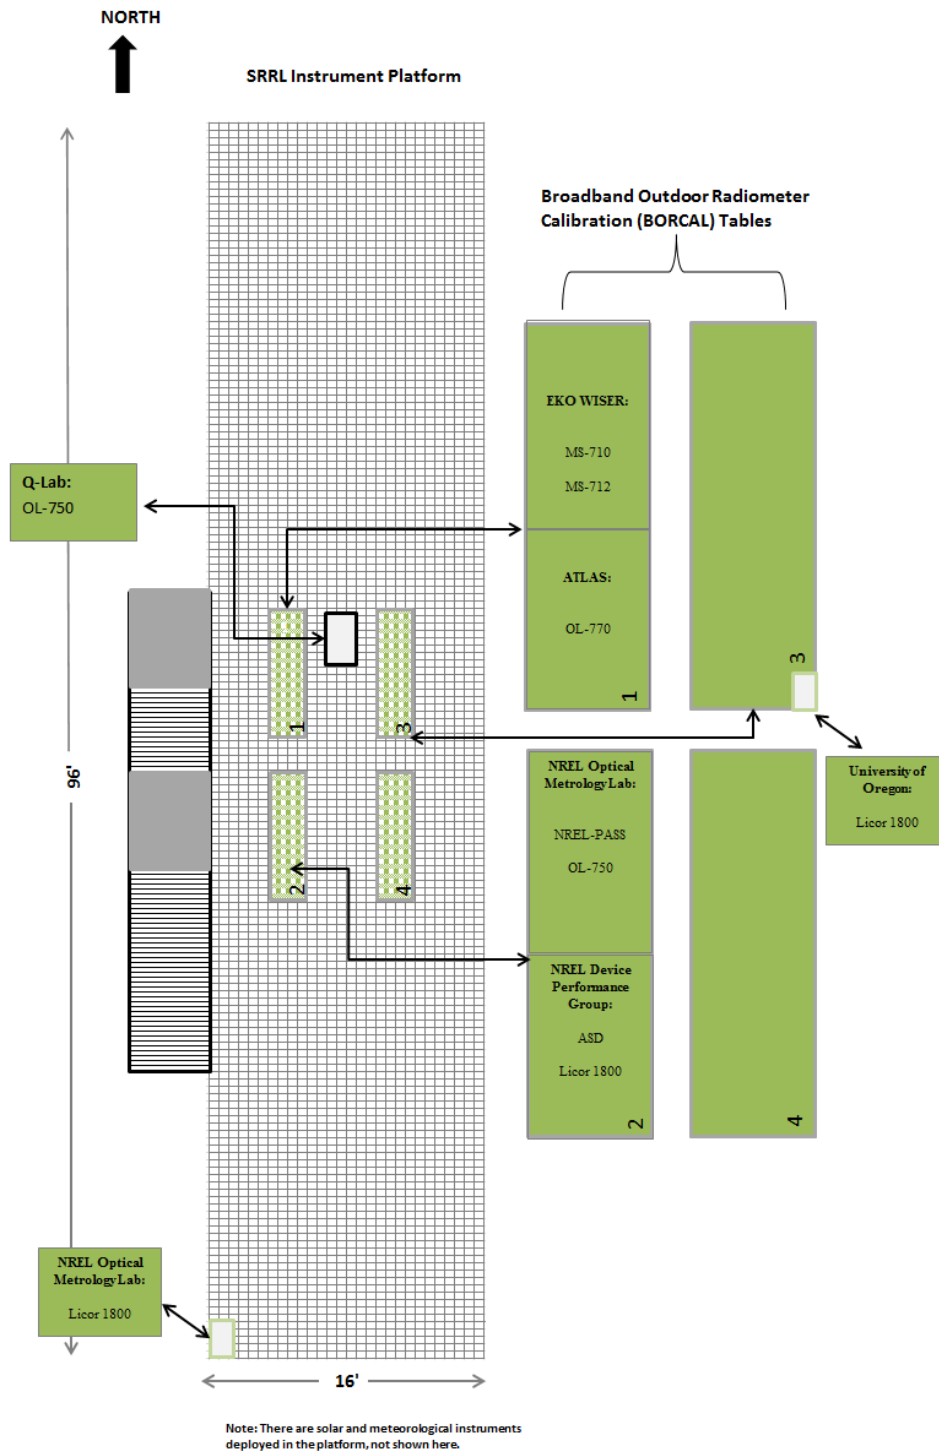 NORTH
SRRL Instrument Platform
Broadband Outdoor Radiometer
Calibration (BORCAL) Tables
EKO WISER:
MS-710
MS-712
Q-Lab:
OL-750
ATLAS:
OL-770
1
3
1
3
96'
NREL Optical
Metrology Lab:
NREL-PASS
OL-750
University of
Oregon:
Licor 1800
2
4
NREL Device
Performance
Group:
ASD
Licor 1800
2
4
NREL Optical
Metrology Lab:
Licor 1800
16'
Note: There are solar and meteorological instruments
deployed in the platform, not shown here.